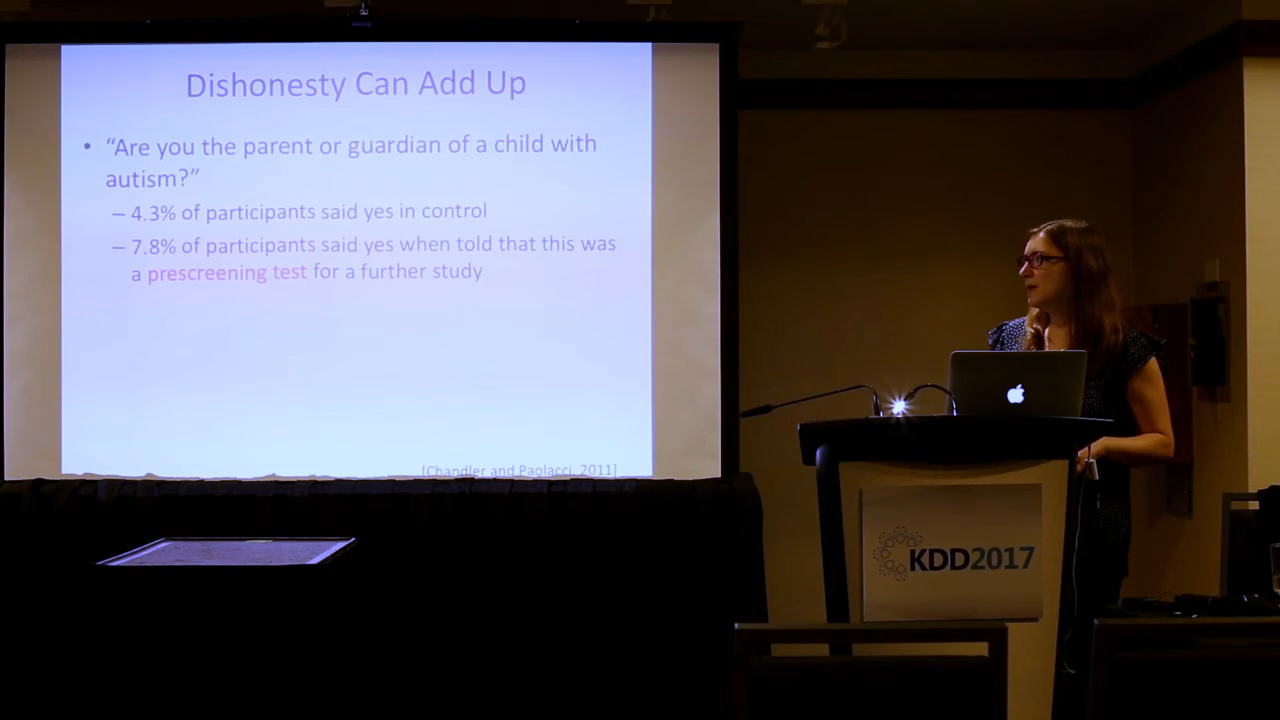 Dishonesty Can Add Up
• “Are you the parent or guardian of a child with
autism?”
– 4.3% of participants said yes in control
– 7.8% of participants said yes when told that this was
a prescreening test for a further study
[Chandler and Paolacci, 2011]
KDD2017